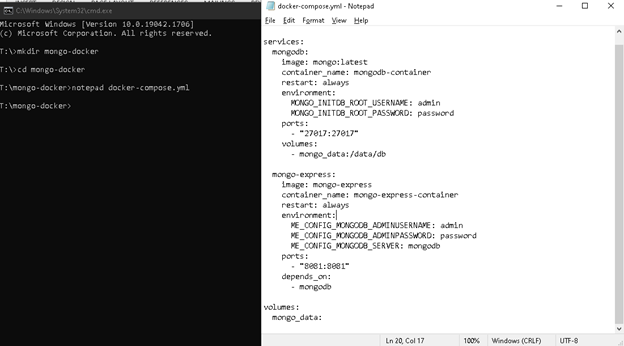 C:\Windows\System32\cmd.exe
Microsoft Windows [Version 10.0.19042.1706]
(c) Microsoft Corporation. All rights reserved.
T:\>mkdir mongo-docker
T:\>cd mongo-docker
T:\mongo-docker>notepad docker-compose.yml
T:\mongo-docker>
docker-compose.yml - Notepad
File Edit Format View Help
services:
  mongodb:
    image: mongo:latest
    container_name: mongodb-container
    restart: always
    environment:
      MONGO_INITDB_ROOT_USERNAME: admin
      MONGO_INITDB_ROOT_PASSWORD: password
    ports:
      - "27017:27017"
    volumes:
      - mongo_data:/data/db
  mongo-express:
    image: mongo-express
    container_name: mongo-express-container
    restart: always
    environment:
      ME_CONFIG_MONGODB_ADMINUSERNAME: admin
      ME_CONFIG_MONGODB_ADMINPASSWORD: password
      ME_CONFIG_MONGODB_SERVER: mongodb
    ports:
      - "8081:8081"
    depends_on:
      - mongodb
volumes:
  mongo_data:
Ln 20, Col 17 100% Windows (CRLF) UTF-8